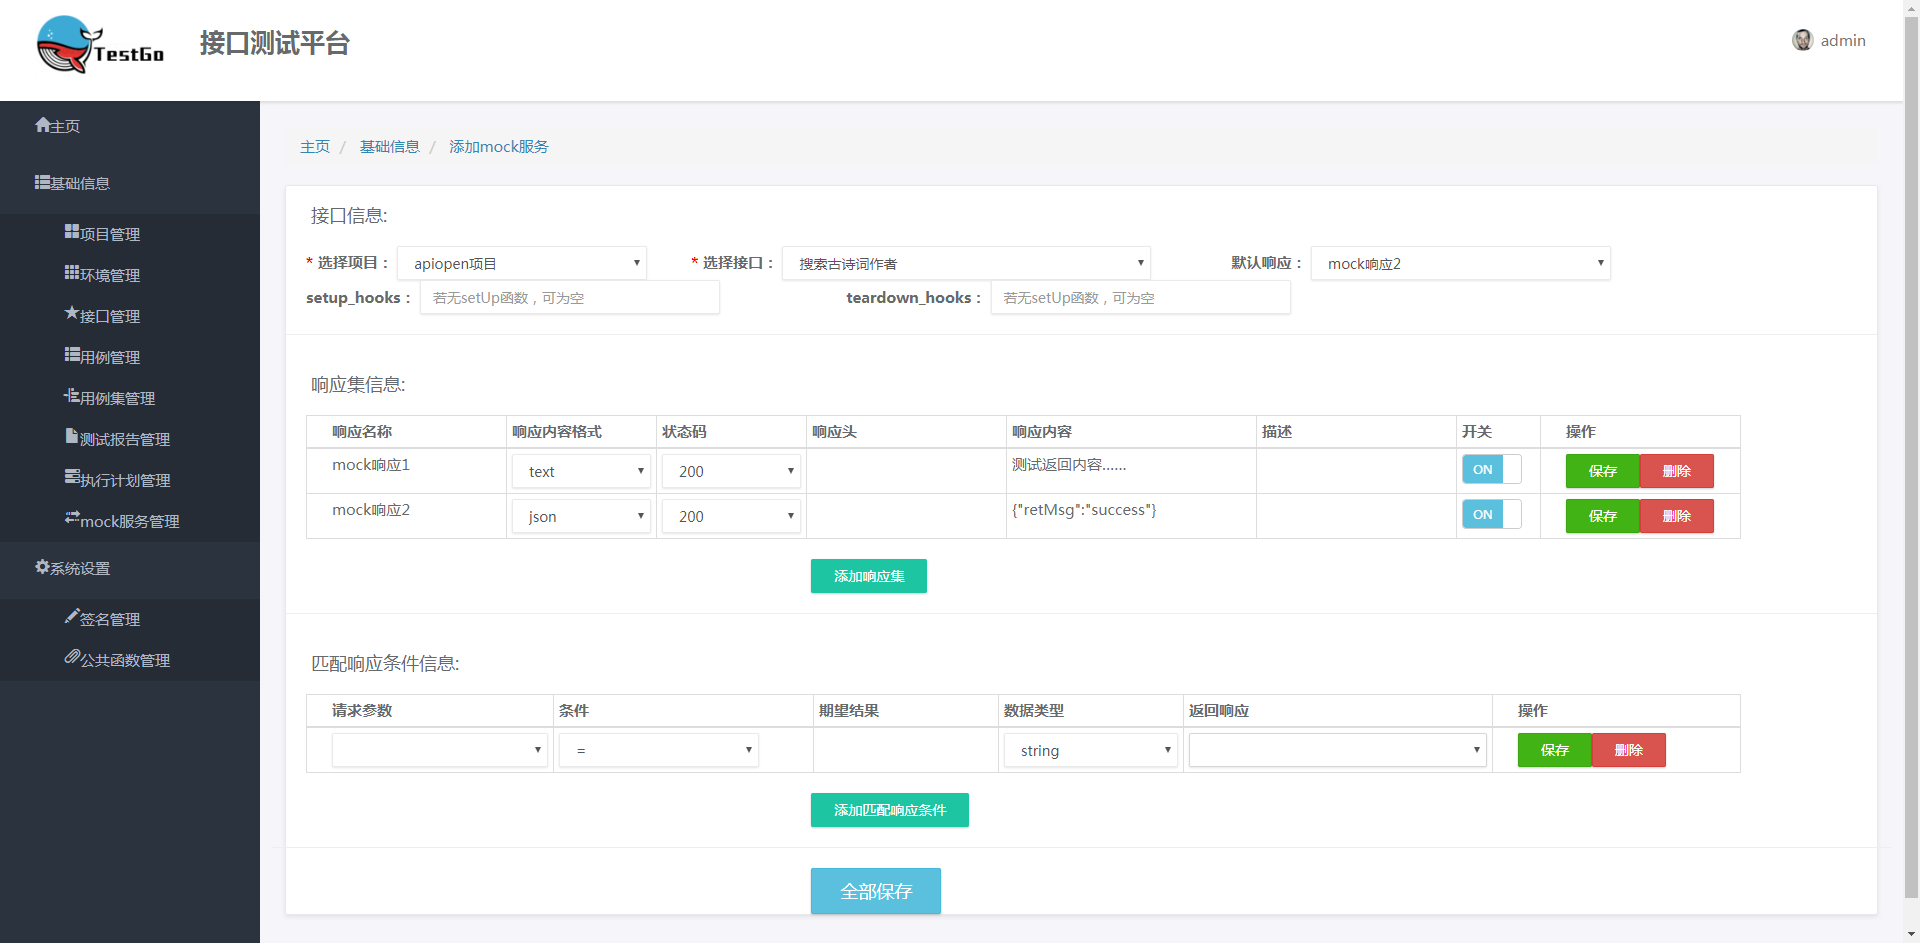 TestGo
接口测试平台
admin
主页
基础信息
项目管理
环境管理
接口管理
用例管理
用例集管理
测试报告管理
执行计划管理
mock服务管理
系统设置
签名管理
公共函数管理
主页 / 基础信息 / 添加mock服务
接口信息:
* 选择项目： apiopen项目 * 选择接口： 搜索古诗词作者 默认响应： mock响应2
setup_hooks： 若无setUp函数，可为空 teardown_hooks： 若无setUp函数，可为空
响应集信息:
响应名称 响应内容格式 状态码 响应头 响应内容 描述 开关 操作
mock响应1 text 200 测试返回内容...... ON 保存 删除
mock响应2 json 200 {"retMsg":"success"} ON 保存 删除
添加响应集
匹配响应条件信息:
请求参数 条件 期望结果 数据类型 返回响应 操作
= string 保存 删除
添加匹配响应条件
全部保存